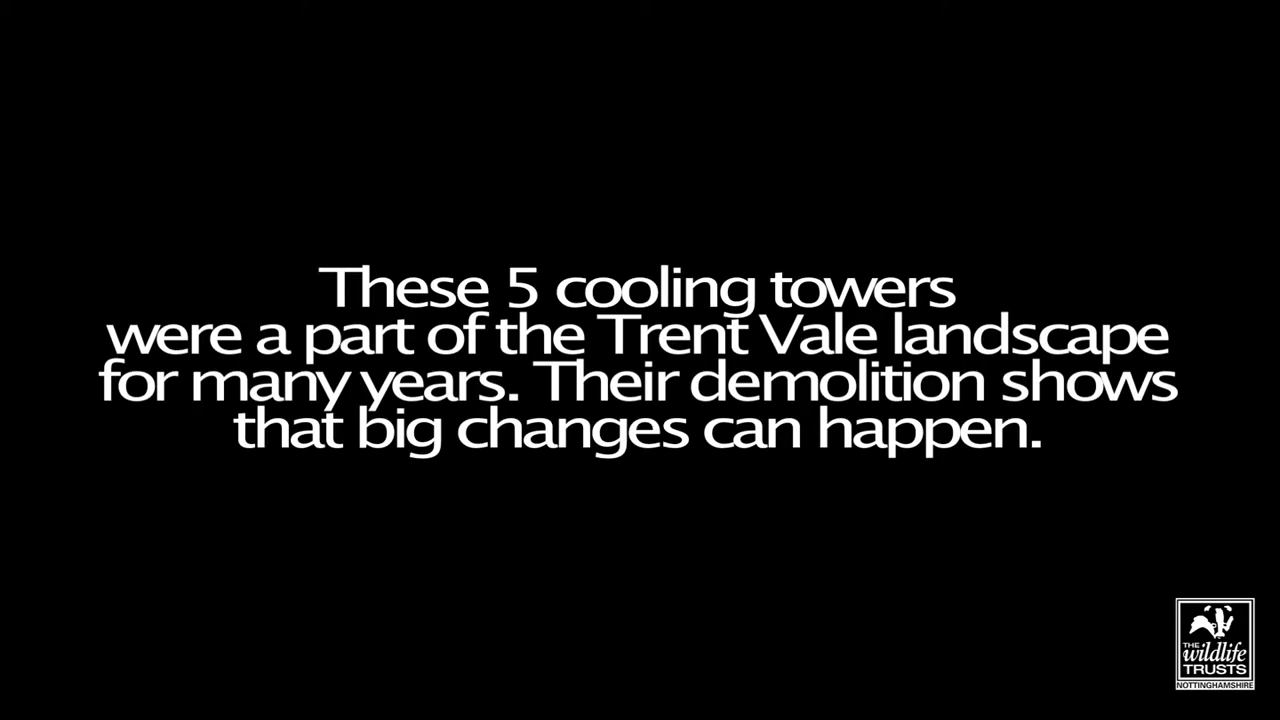 These 5 cooling towers
were a part of the Trent Vale landscape
for many years. Their demolition shows
that big changes can happen.
THE
wildlife
TRUSTS
NOTTINGHAMSHIRE